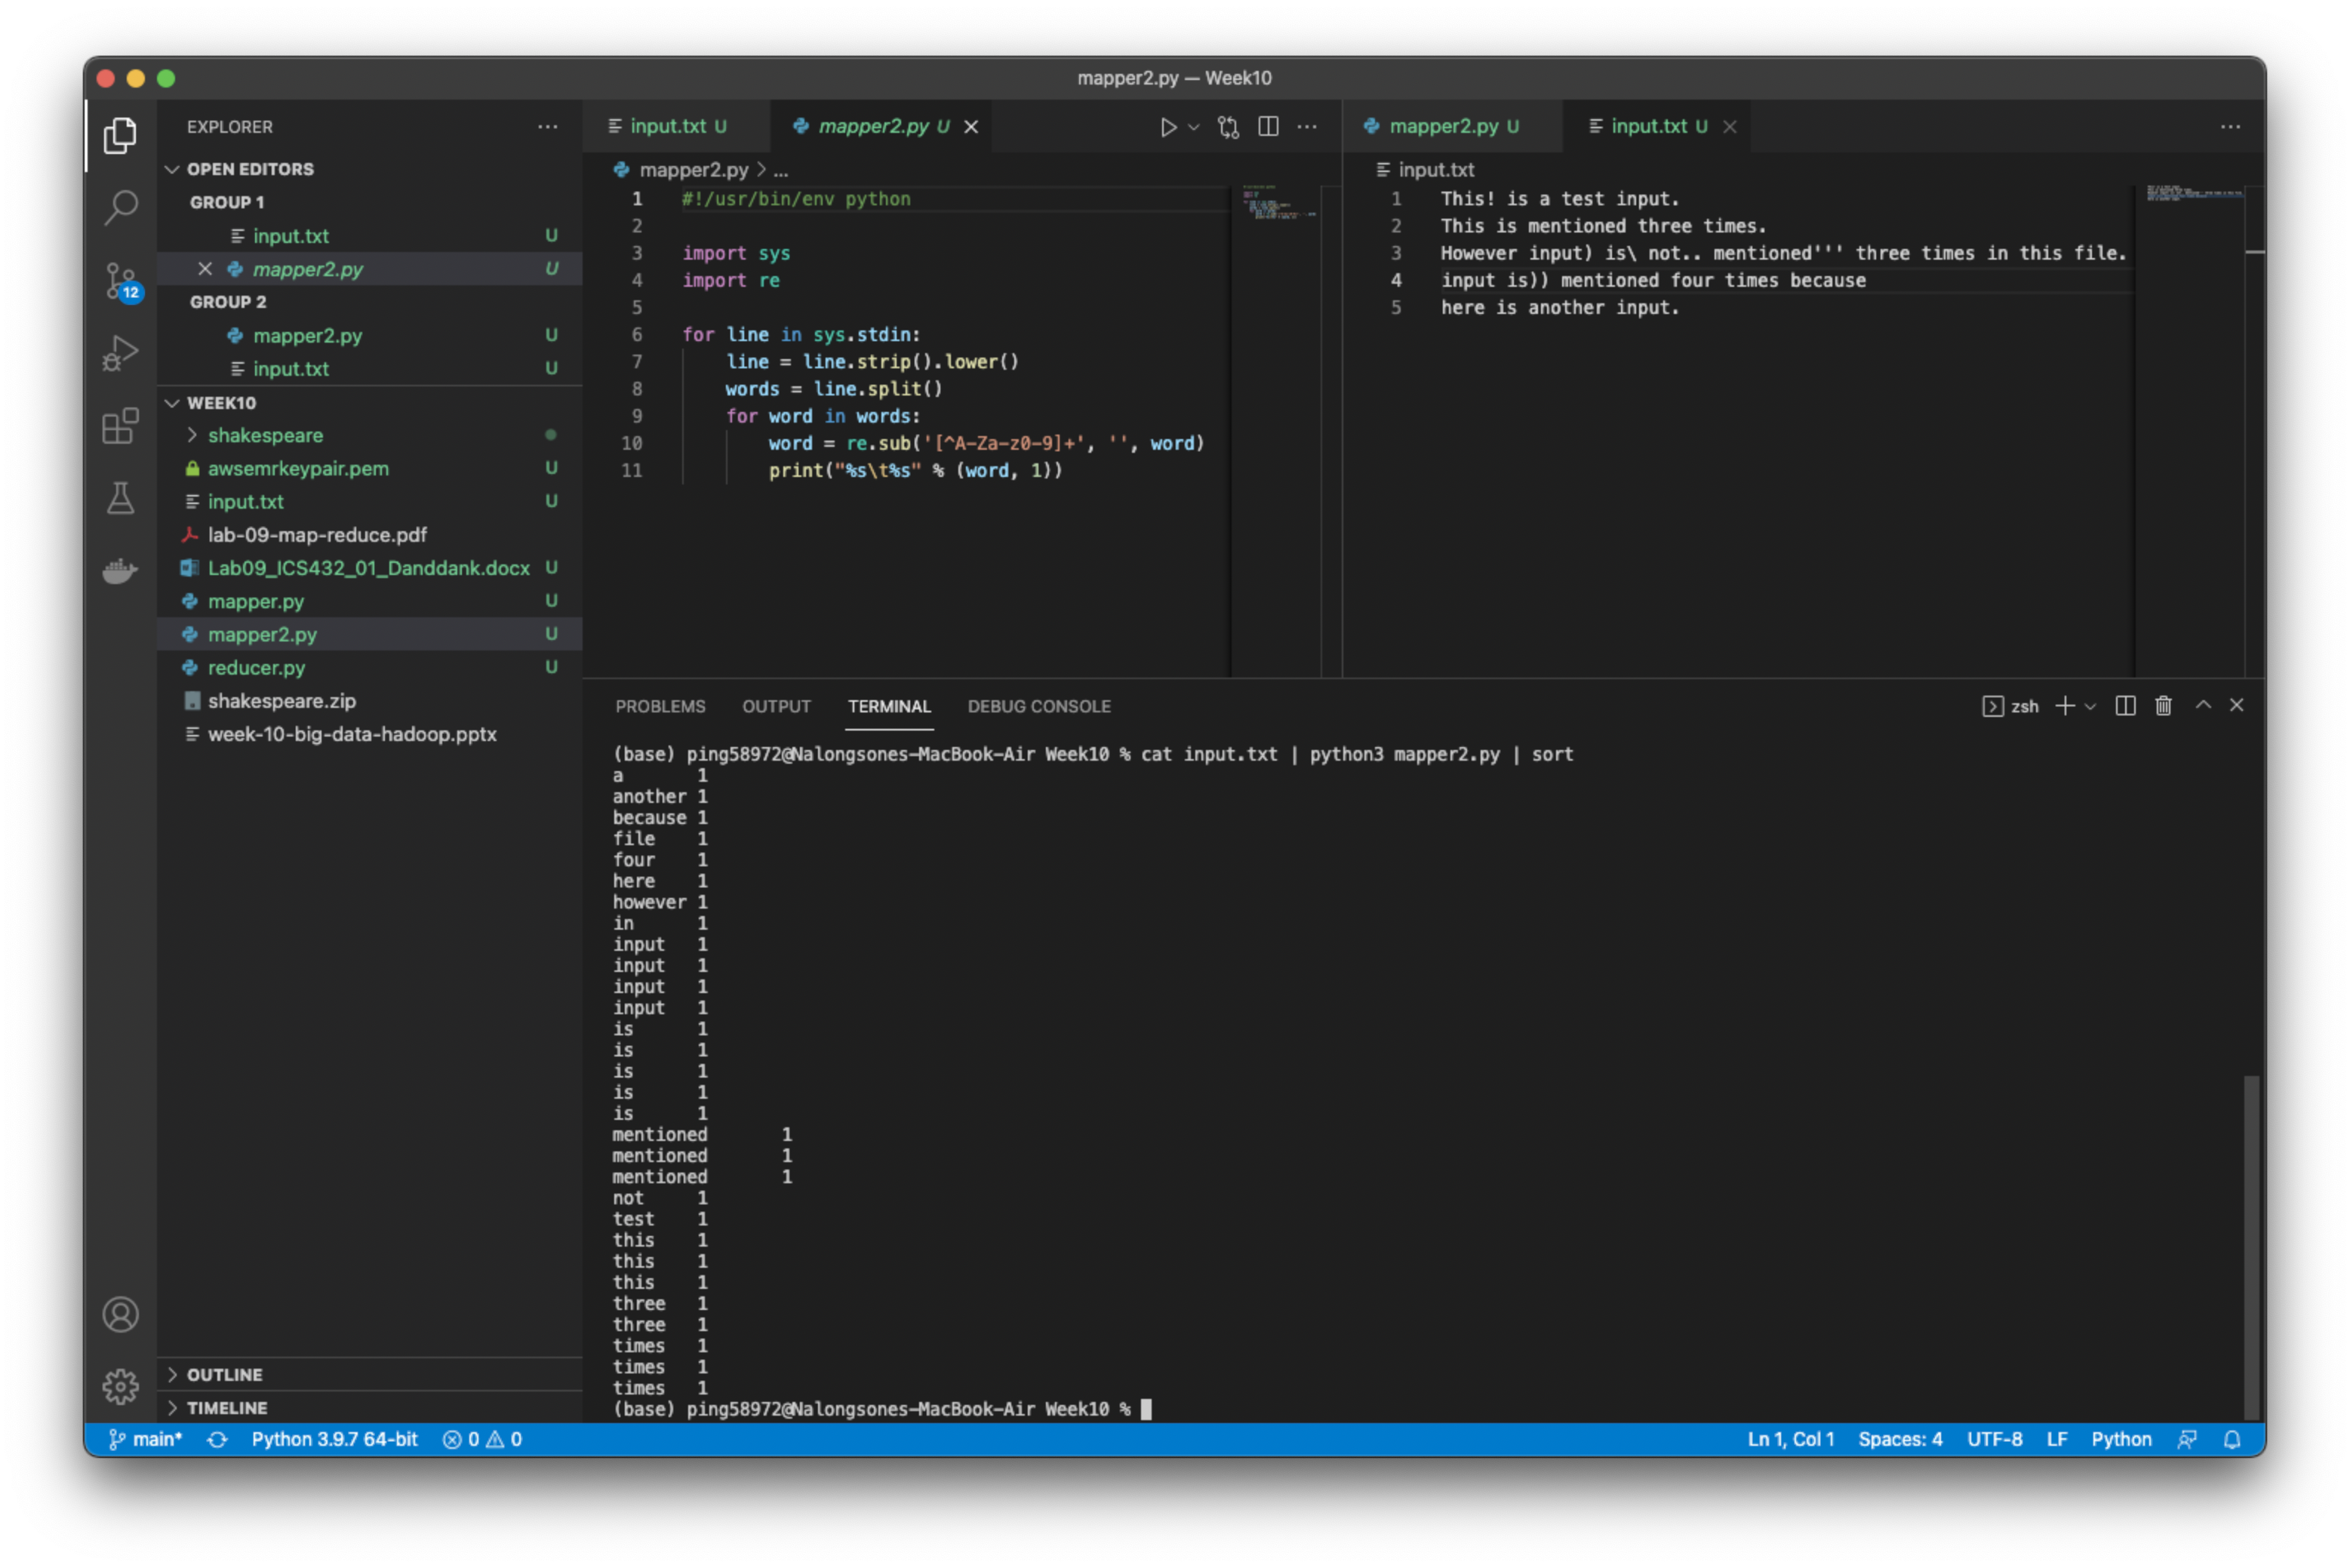 mapper2.py — Week10
EXPLORER
OPEN EDITORS
GROUP 1
input.txt U
mapper2.py U
GROUP 2
mapper2.py U
input.txt U
WEEK10
shakespeare
awsemrkeypair.pem U
input.txt U
lab-09-map-reduce.pdf
Lab09_ICS432_01_Danddank.docx U
mapper.py U
mapper2.py U
reducer.py U
shakespeare.zip
week-10-big-data-hadoop.pptx
OUTLINE
TIMELINE
12
input.txt U mapper2.py U
mapper2.py > ...
1 #!/usr/bin/env python
2
3 import sys
4 import re
5
6 for line in sys.stdin:
7 line = line.strip().lower()
8 words = line.split()
9 for word in words:
10 word = re.sub('[^A-Za-z0-9]+', '', word)
11 print("%s\t%s" % (word, 1))
mapper2.py U input.txt U
input.txt
1 This! is a test input.
2 This is mentioned three times.
3 However input) is\ not.. mentioned''' three times in this file.
4 input is)) mentioned four times because
5 here is another input.
PROBLEMS OUTPUT TERMINAL DEBUG CONSOLE
zsh
(base) ping58972@Nalongsones-MacBook-Air Week10 % cat input.txt | python3 mapper2.py | sort
a 1
another 1
because 1
file 1
four 1
here 1
however 1
in 1
input 1
input 1
input 1
input 1
is 1
is 1
is 1
is 1
is 1
mentioned 1
mentioned 1
mentioned 1
not 1
test 1
this 1
this 1
this 1
three 1
three 1
times 1
times 1
times 1
(base) ping58972@Nalongsones-MacBook-Air Week10 %
main* Python 3.9.7 64-bit 0 0 Ln 1, Col 1 Spaces: 4 UTF-8 LF Python